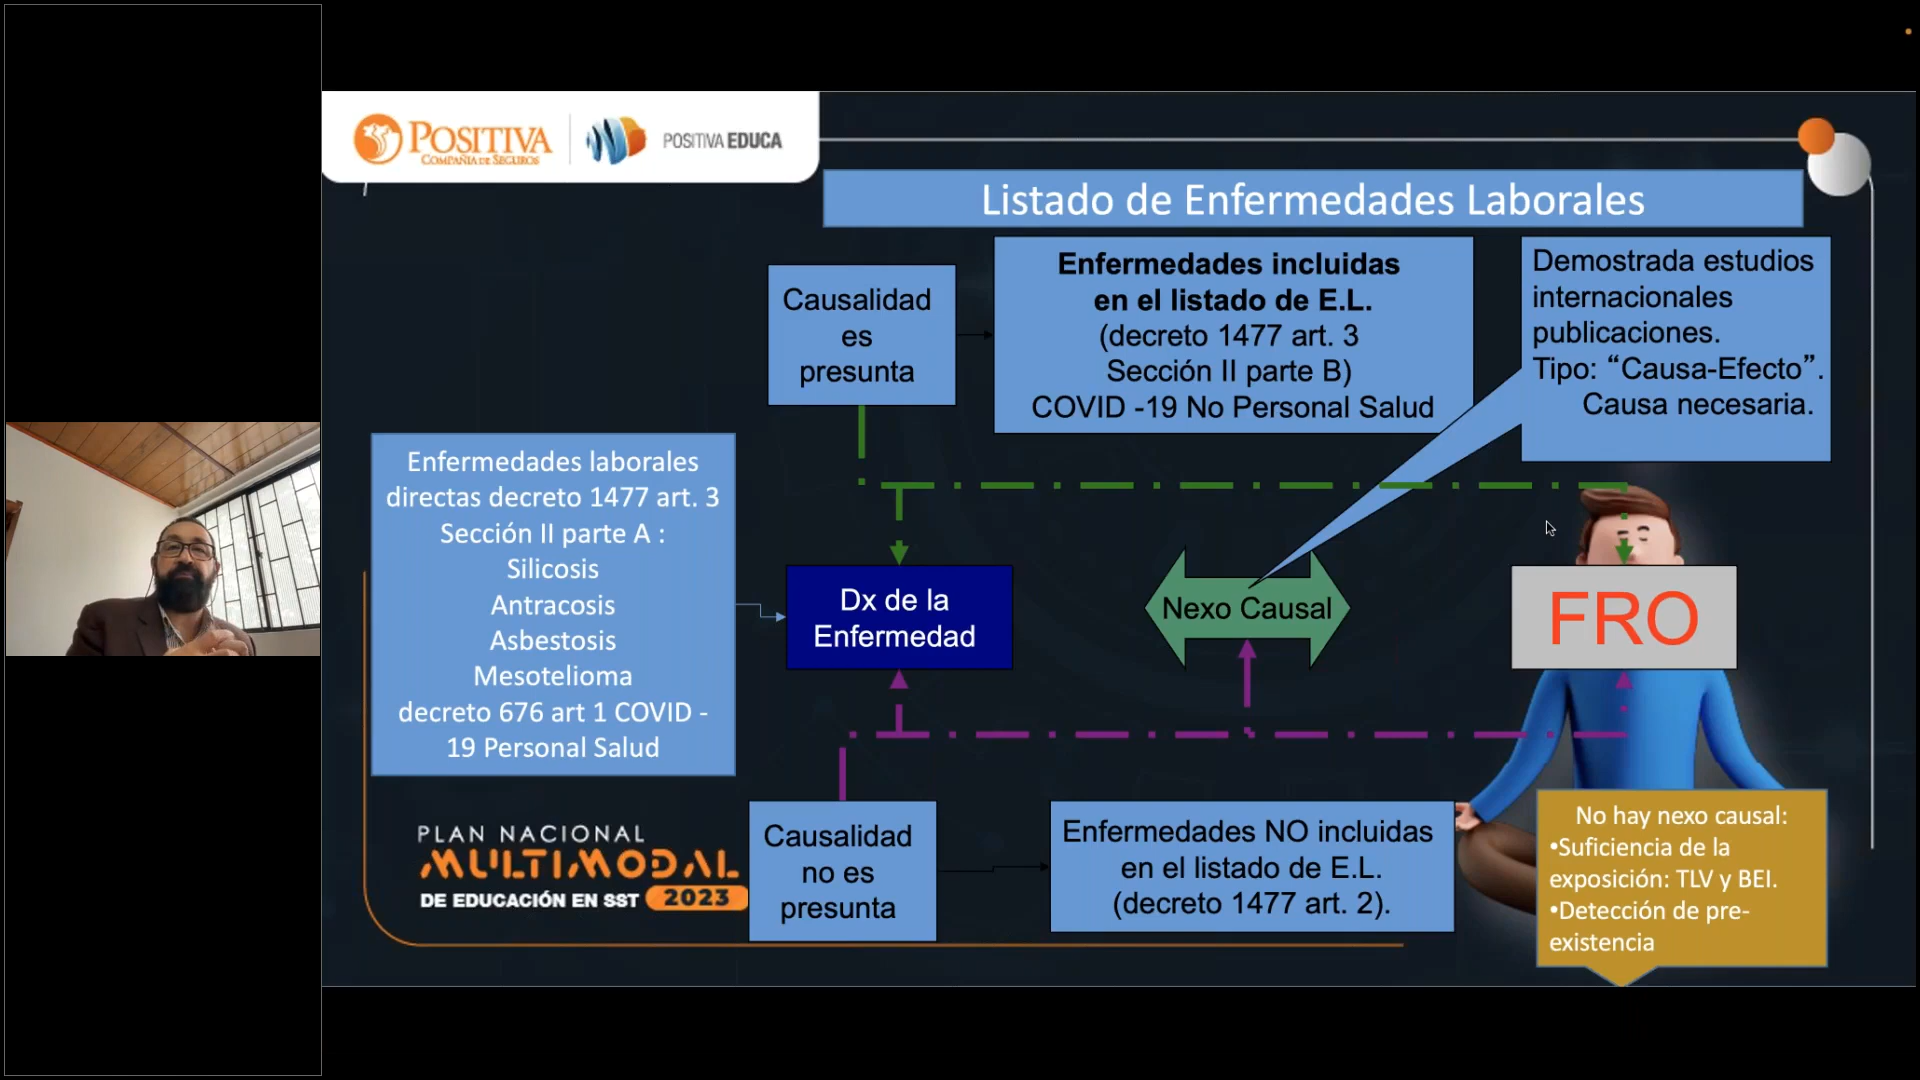 POSITIVA
COMPAÑIA DE SEGUROS
POSITIVA EDUCA
Listado de Enfermedades Laborales
Causalidad
es
presunta
Enfermedades incluidas
en el listado de E.L.
(decreto 1477 art. 3
Sección II parte B)
COVID -19 No Personal Salud
Demostrada estudios
internacionales
publicaciones.
Tipo: “Causa-Efecto”.
Causa necesaria.
Enfermedades laborales
directas decreto 1477 art. 3
Sección II parte A :
Silicosis
Antracosis
Asbestosis
Mesotelioma
decreto 676 art 1 COVID -
19 Personal Salud
Dx de la
Enfermedad
Nexo Causal
FRO
PLAN NACIONAL
MULTIMODAL
DE EDUCACIÓN EN SST 2023
Causalidad
no es
presunta
Enfermedades NO incluidas
en el listado de E.L.
(decreto 1477 art. 2).
No hay nexo causal:
•Suficiencia de la
exposición: TLV y BEI.
•Detección de pre-
existencia